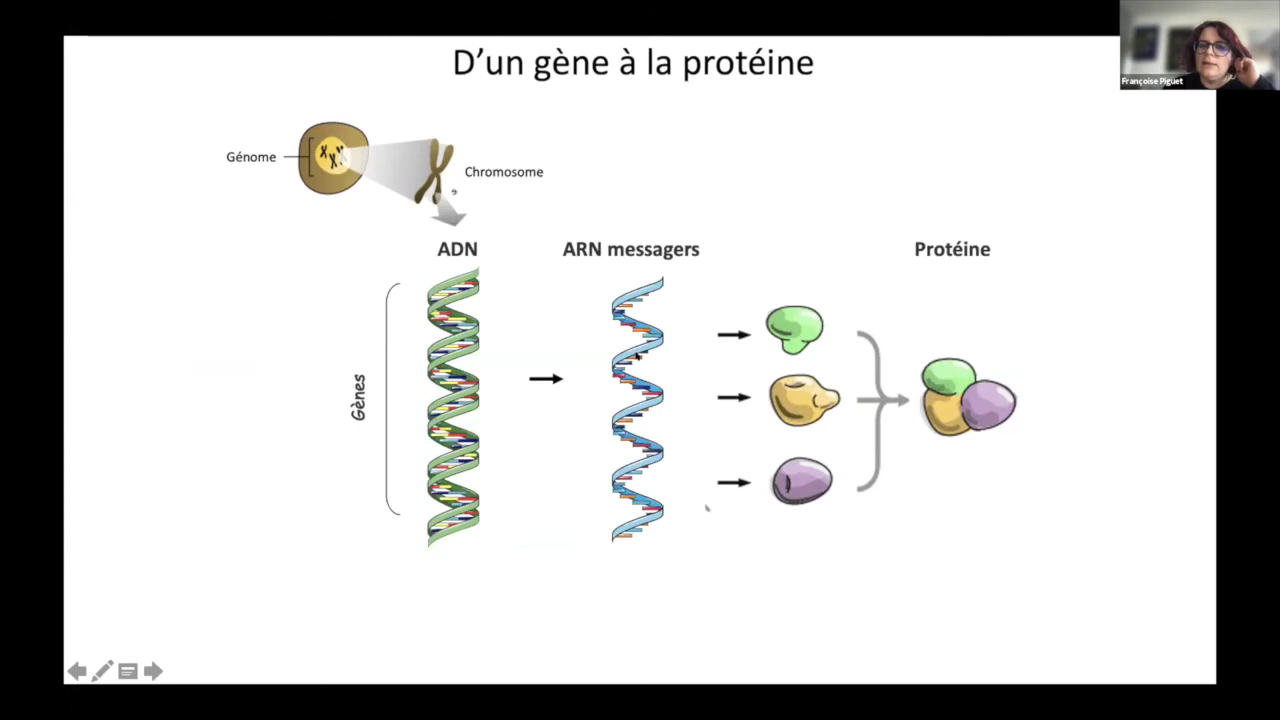 D'un gène à la protéine
Françoise Piguet
Génome
Chromosome
ADN
ARN messagers
Protéine
Gènes